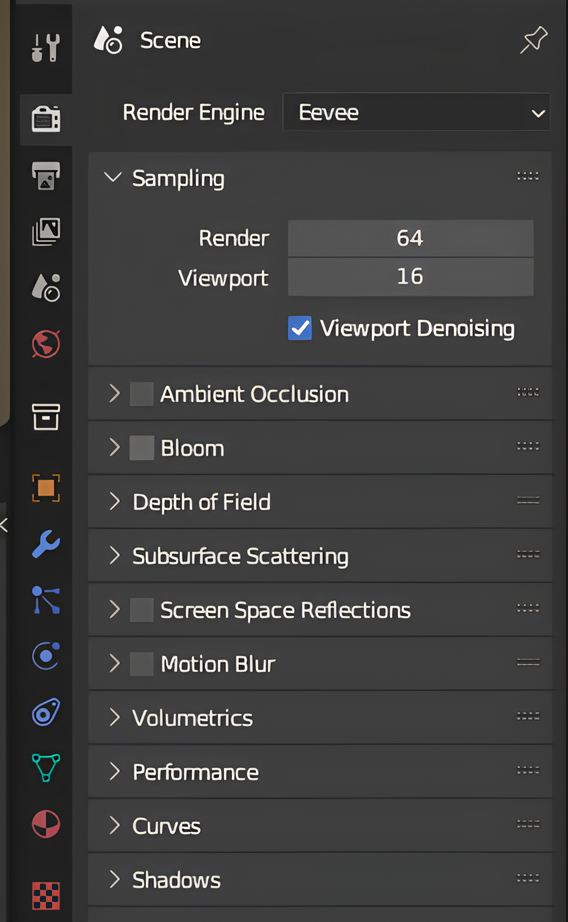 Scene
Render Engine Eevee
Sampling
Render 64
Viewport 16
Viewport Denoising
Ambient Occlusion
Bloom
Depth of Field
Subsurface Scattering
Screen Space Reflections
Motion Blur
Volumetrics
Performance
Curves
Shadows